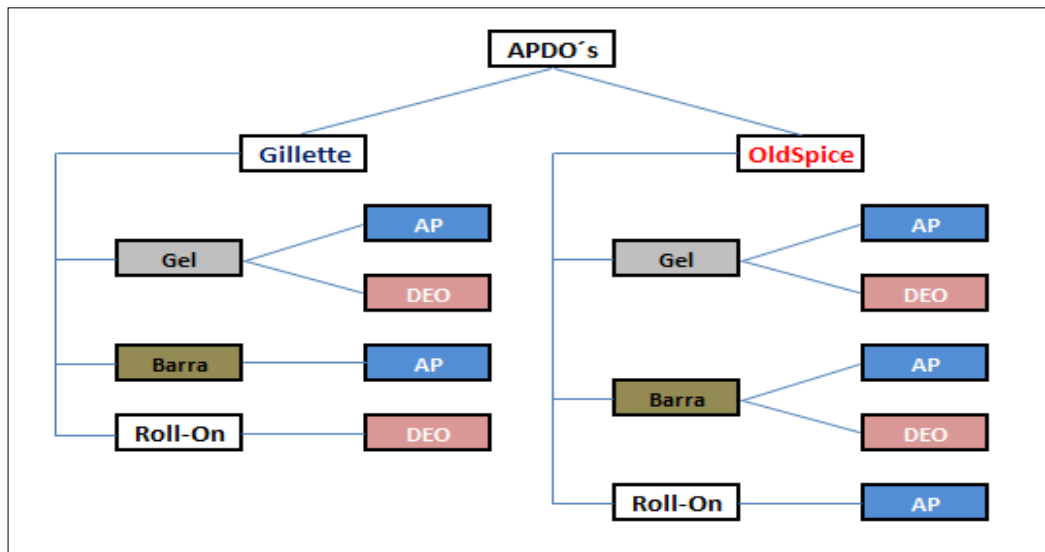 APDO´s
Gillette
OldSpice
Gel
AP
DEO
Barra
AP
Roll-On
DEO
Gel
AP
DEO
Barra
AP
DEO
Roll-On
AP